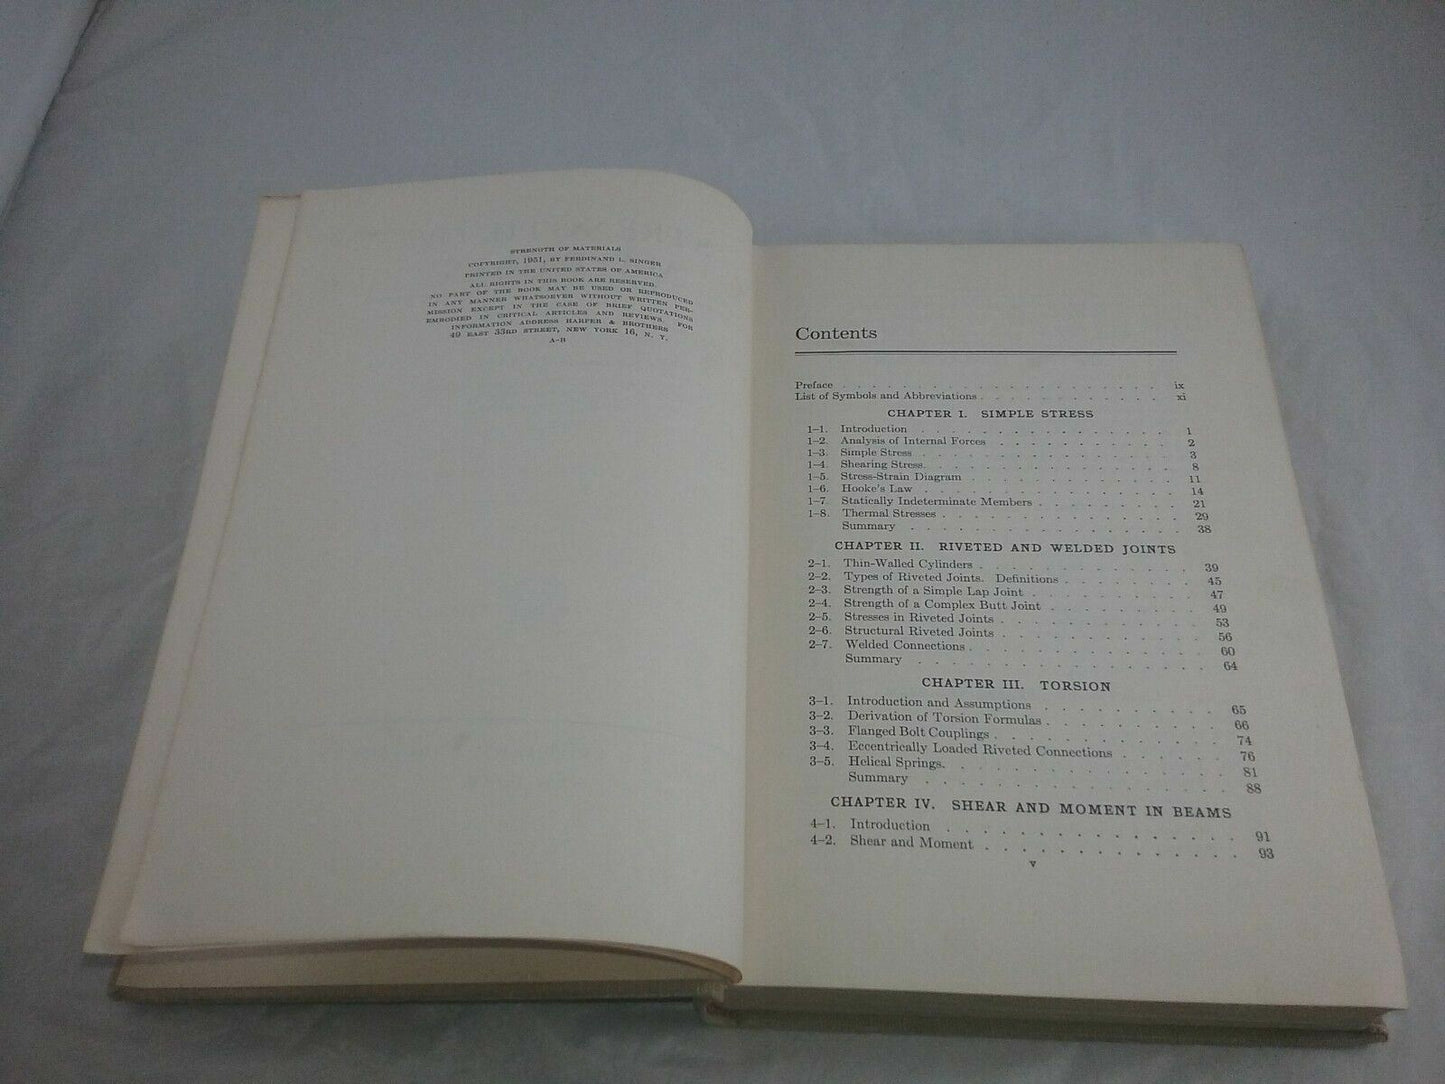 STRENGTH OF MATERIALS
COPYRIGHT, 1951, BY FERDINAND L. SINGER
PRINTED IN THE UNITED STATES OF AMERICA
ALL RIGHTS IN THIS BOOK ARE RESERVED.
NO PART OF THE BOOK MAY BE USED OR REPRODUCED
IN ANY MANNER WHATSOEVER WITHOUT WRITTEN PER-
MISSION EXCEPT IN THE CASE OF BRIEF QUOTATIONS
EMBODIED IN CRITICAL ARTICLES AND REVIEWS. FOR
INFORMATION ADDRESS HARPER & BROTHERS
49 EAST 33RD STREET, NEW YORK 16, N. Y.
A-B
Contents
Preface . . . . . . . . . . . . . . . . . . . . ix
List of Symbols and Abbreviations . . . . . . . . . . . xi
CHAPTER I. SIMPLE STRESS
1–1. Introduction . . . . . . . . . . . . . . . . 1
1–2. Analysis of Internal Forces . . . . . . . . . . . 2
1–3. Simple Stress . . . . . . . . . . . . . . . . 3
1–4. Shearing Stress. . . . . . . . . . . . . . . . 8
1–5. Stress-Strain Diagram . . . . . . . . . . . . . 11
1–6. Hooke's Law . . . . . . . . . . . . . . . . 14
1–7. Statically Indeterminate Members . . . . . . . . . 21
1–8. Thermal Stresses . . . . . . . . . . . . . . . 29
Summary . . . . . . . . . . . . . . . . . 38
CHAPTER II. RIVETED AND WELDED JOINTS
2–1. Thin-Walled Cylinders . . . . . . . . . . . . . 39
2–2. Types of Riveted Joints. Definitions . . . . . . . . 45
2–3. Strength of a Simple Lap Joint . . . . . . . . . . 47
2–4. Strength of a Complex Butt Joint . . . . . . . . . 49
2–5. Stresses in Riveted Joints . . . . . . . . . . . . 53
2–6. Structural Riveted Joints . . . . . . . . . . . . 56
2–7. Welded Connections . . . . . . . . . . . . . . 60
Summary . . . . . . . . . . . . . . . . . 64
CHAPTER III. TORSION
3–1. Introduction and Assumptions . . . . . . . . . . 65
3–2. Derivation of Torsion Formulas . . . . . . . . . . 66
3–3. Flanged Bolt Couplings . . . . . . . . . . . . . 74
3–4. Eccentrically Loaded Riveted Connections . . . . . . 76
3–5. Helical Springs. . . . . . . . . . . . . . . . 81
Summary . . . . . . . . . . . . . . . . . 88
CHAPTER IV. SHEAR AND MOMENT IN BEAMS
4–1. Introduction . . . . . . . . . . . . . . . . 91
4–2. Shear and Moment . . . . . . . . . . . . . . 93
v